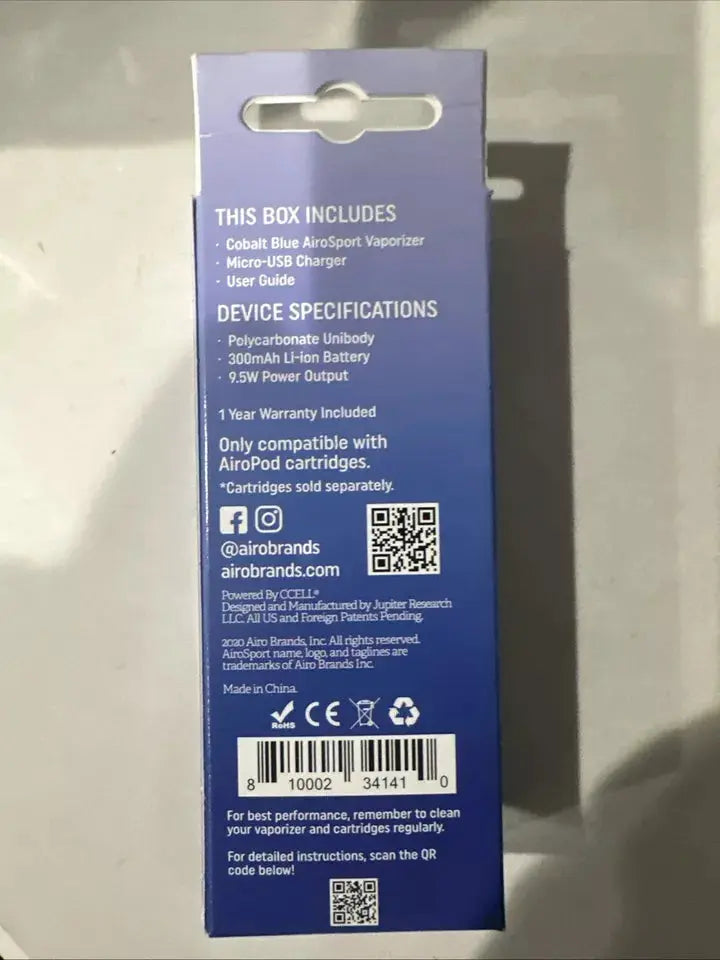 THIS BOX INCLUDES
· Cobalt Blue AiroSport Vaporizer
· Micro-USB Charger
· User Guide
DEVICE SPECIFICATIONS
· Polycarbonate Unibody
· 300mAh Li-ion Battery
· 9.5W Power Output
1 Year Warranty Included
Only compatible with
AiroPod cartridges.
*Cartridges sold separately.
@airobrands
airobrands.com
Powered By CCELL®
Designed and Manufactured by Jupiter Research
LLC. All US and Foreign Patents Pending.
2020 Airo Brands, Inc. All rights reserved.
AiroSport name, logo, and taglines are
trademarks of Airo Brands Inc.
Made in China.
RoHS CE
8 10002 34141 0
For best performance, remember to clean
your vaporizer and cartridges regularly.
For detailed instructions, scan the QR
code below!